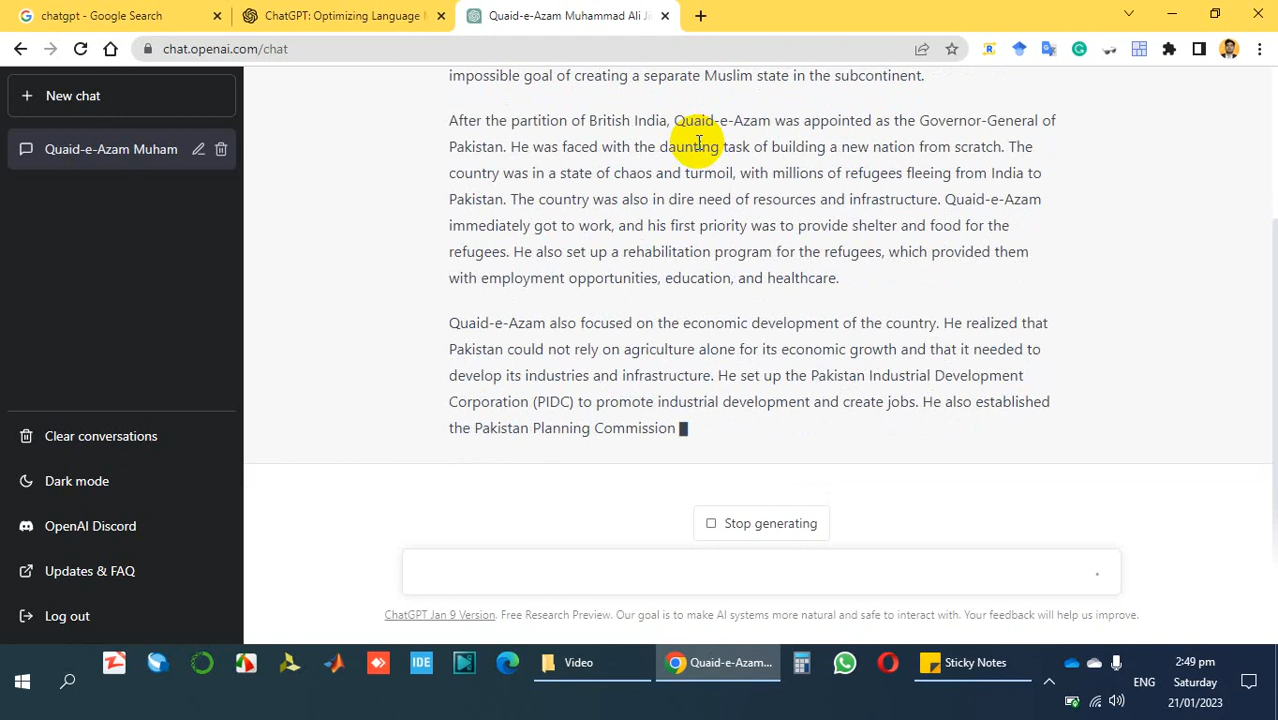 chatgpt - Google Search
ChatGPT: Optimizing Language M
Quaid-e-Azam Muhammad Ali Ji
chat.openai.com/chat
New chat
Quaid-e-Azam Muham
Clear conversations
Dark mode
OpenAI Discord
Updates & FAQ
Log out
impossible goal of creating a separate Muslim state in the subcontinent.
After the partition of British India, Quaid-e-Azam was appointed as the Governor-General of
Pakistan. He was faced with the daunting task of building a new nation from scratch. The
country was in a state of chaos and turmoil, with millions of refugees fleeing from India to
Pakistan. The country was also in dire need of resources and infrastructure. Quaid-e-Azam
immediately got to work, and his first priority was to provide shelter and food for the
refugees. He also set up a rehabilitation program for the refugees, which provided them
with employment opportunities, education, and healthcare.
Quaid-e-Azam also focused on the economic development of the country. He realized that
Pakistan could not rely on agriculture alone for its economic growth and that it needed to
develop its industries and infrastructure. He set up the Pakistan Industrial Development
Corporation (PIDC) to promote industrial development and create jobs. He also established
the Pakistan Planning Commission
Stop generating
ChatGPT Jan 9 Version. Free Research Preview. Our goal is to make AI systems more natural and safe to interact with. Your feedback will help us improve.
IDE
Video
Quaid-e-Azam...
Sticky Notes
ENG
2:49 pm
Saturday
21/01/2023